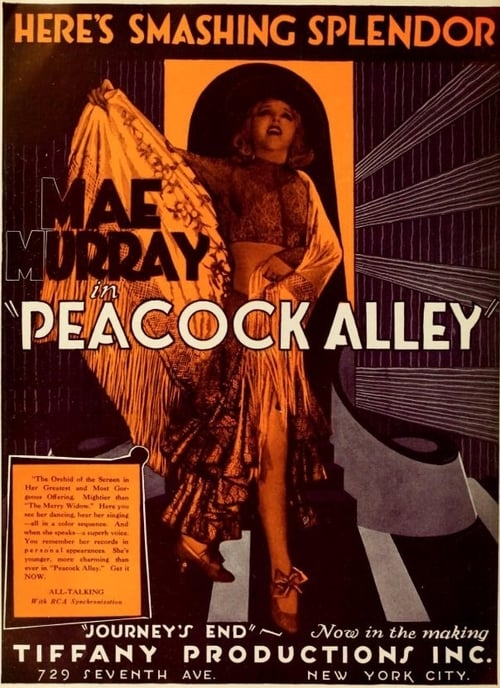 HERE'S SMASHING SPLENDOR
MAE
MURRAY
in
"PEACOCK ALLEY"
"The Orchid of the Screen in
Her Greatest and Most Gor-
geous Offering. Mightier than
"The Merry Widow." Here you
see her dancing, hear her singing
—all in a color sequence. And
when she speaks—a superb voice.
You remember her records in
personal appearances. She's
younger, more charming than
ever in "Peacock Alley." Get it
NOW.
ALL-TALKING
With RCA Synchronization
"JOURNEY'S END"~ Now in the making
TIFFANY PRODUCTIONS INC.
729 SEVENTH AVE. NEW YORK CITY.